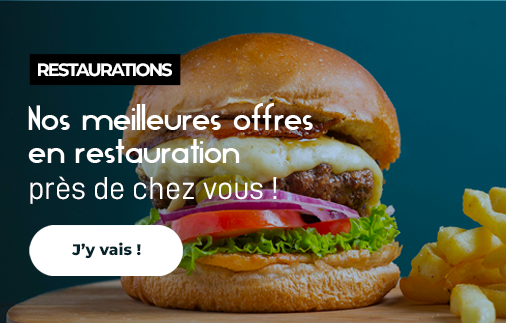 RESTAURATIONS
Nos meilleures offres
en restauration
près de chez vous !
J'y vais !